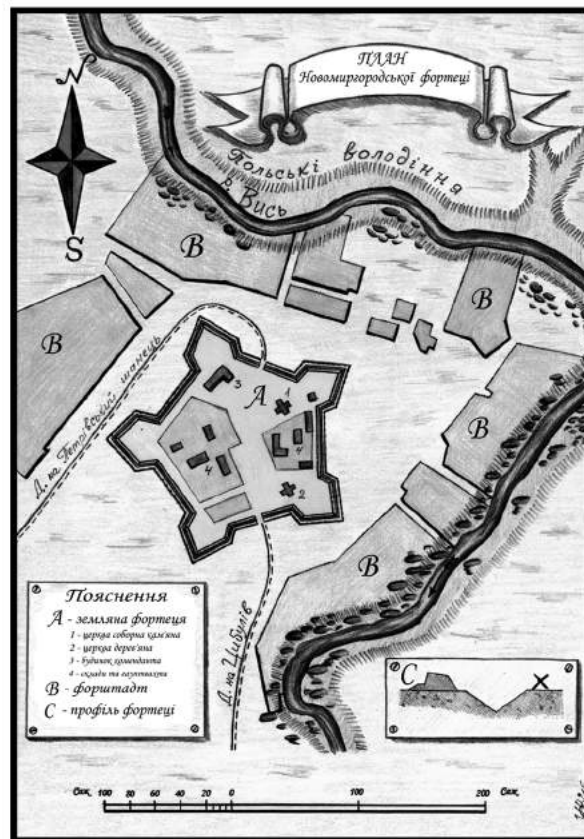 ПЛАН
Новомиргородської фортеці
N
S
Польські володіння
р. Вись
В
В
В
В
В
А
1
2
3
4
4
Д. на Петрівський шанець
Д. на Цибулів
Пояснення
А - земляна фортеця
1 - церква соборна кам'яна
2 - церква дерев'яна
3 - будинок коменданта
4 - склади та гауптвахти
В - форштадт
С - профіль фортеці
С
Саж. 100 80 60 40 20 0 100 200 Саж.